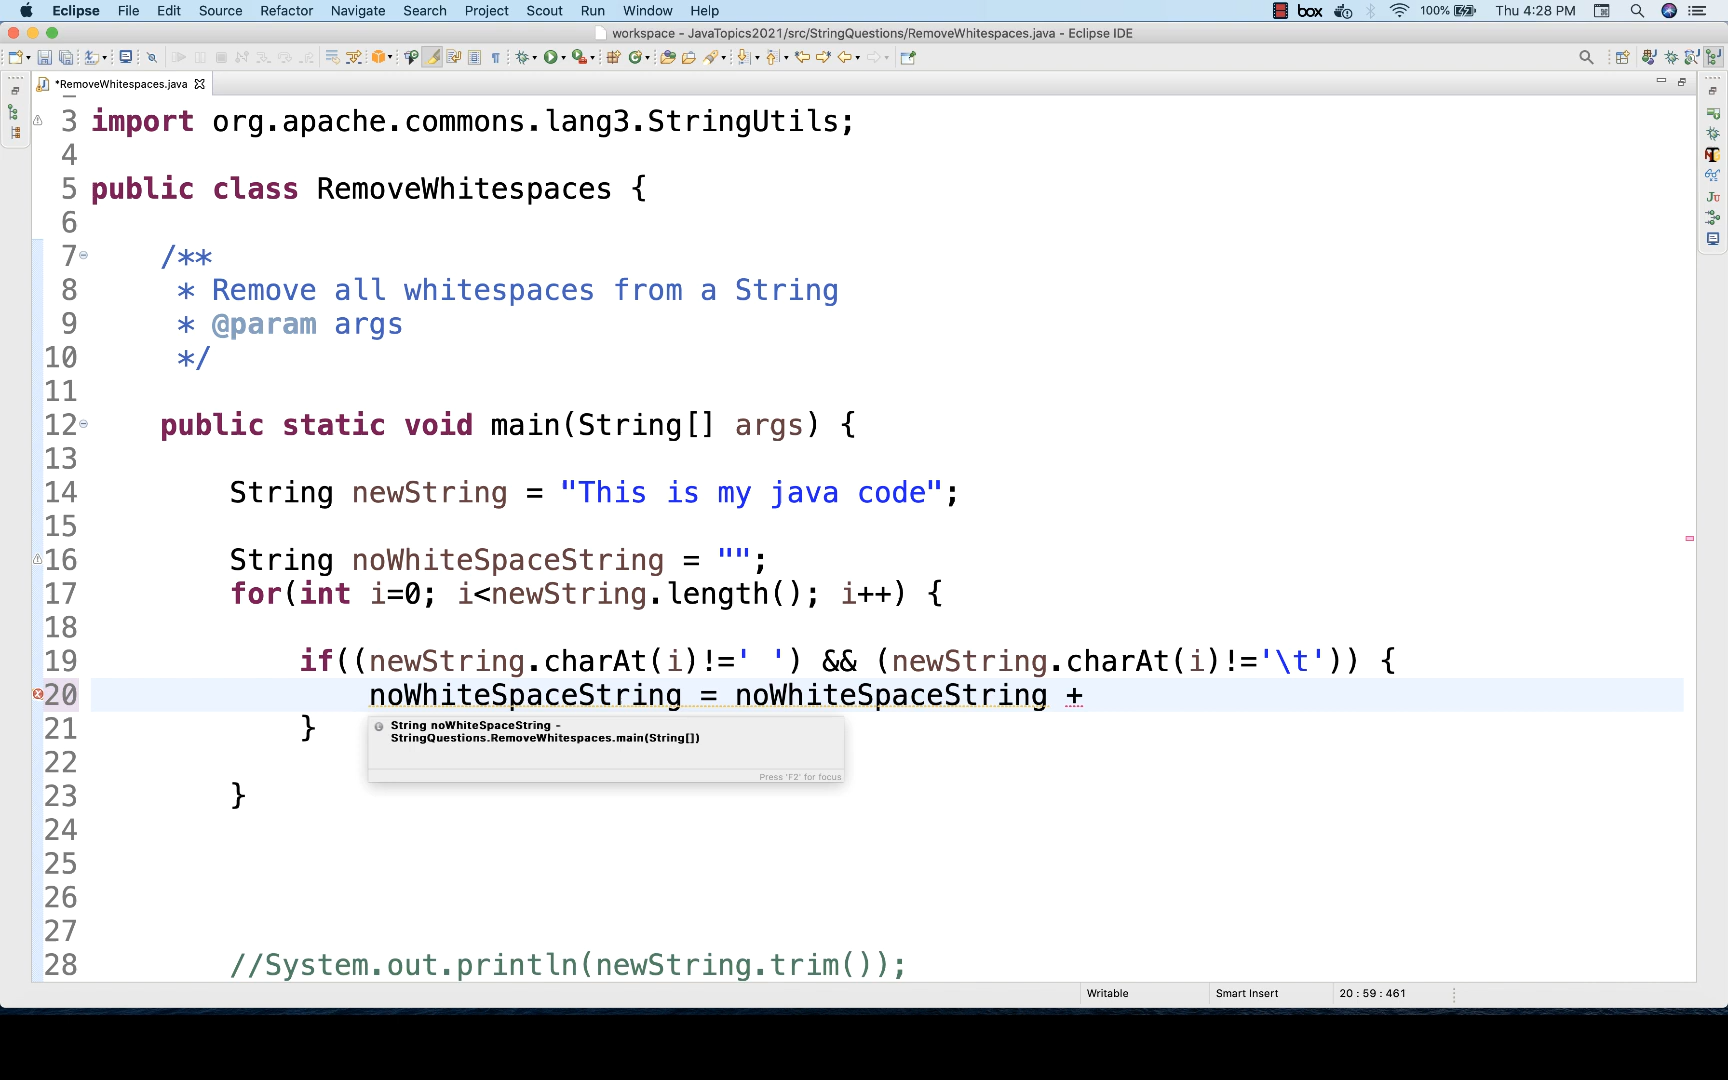 Eclipse File Edit Source Refactor Navigate Search Project Scout Run Window Help box 100% Thu 4:28 PM
workspace - JavaTopics2021/src/StringQuestions/RemoveWhitespaces.java - Eclipse IDE
*RemoveWhitespaces.java
3 import org.apache.commons.lang3.StringUtils;
4
5 public class RemoveWhitespaces {
6
7 /**
8 * Remove all whitespaces from a String
9 * @param args
10 */
11
12 public static void main(String[] args) {
13
14 String newString = "This is my java code";
15
16 String noWhiteSpaceString = "";
17 for(int i=0; i<newString.length(); i++) {
18
19 if((newString.charAt(i)!=' ') && (newString.charAt(i)!='\t')) {
20 noWhiteSpaceString = noWhiteSpaceString +
21 }
String noWhiteSpaceString -
StringQuestions.RemoveWhitespaces.main(String[])
Press 'F2' for focus
22
23 }
24
25
26
27
28 //System.out.println(newString.trim());
Writable Smart Insert 20 : 59 : 461